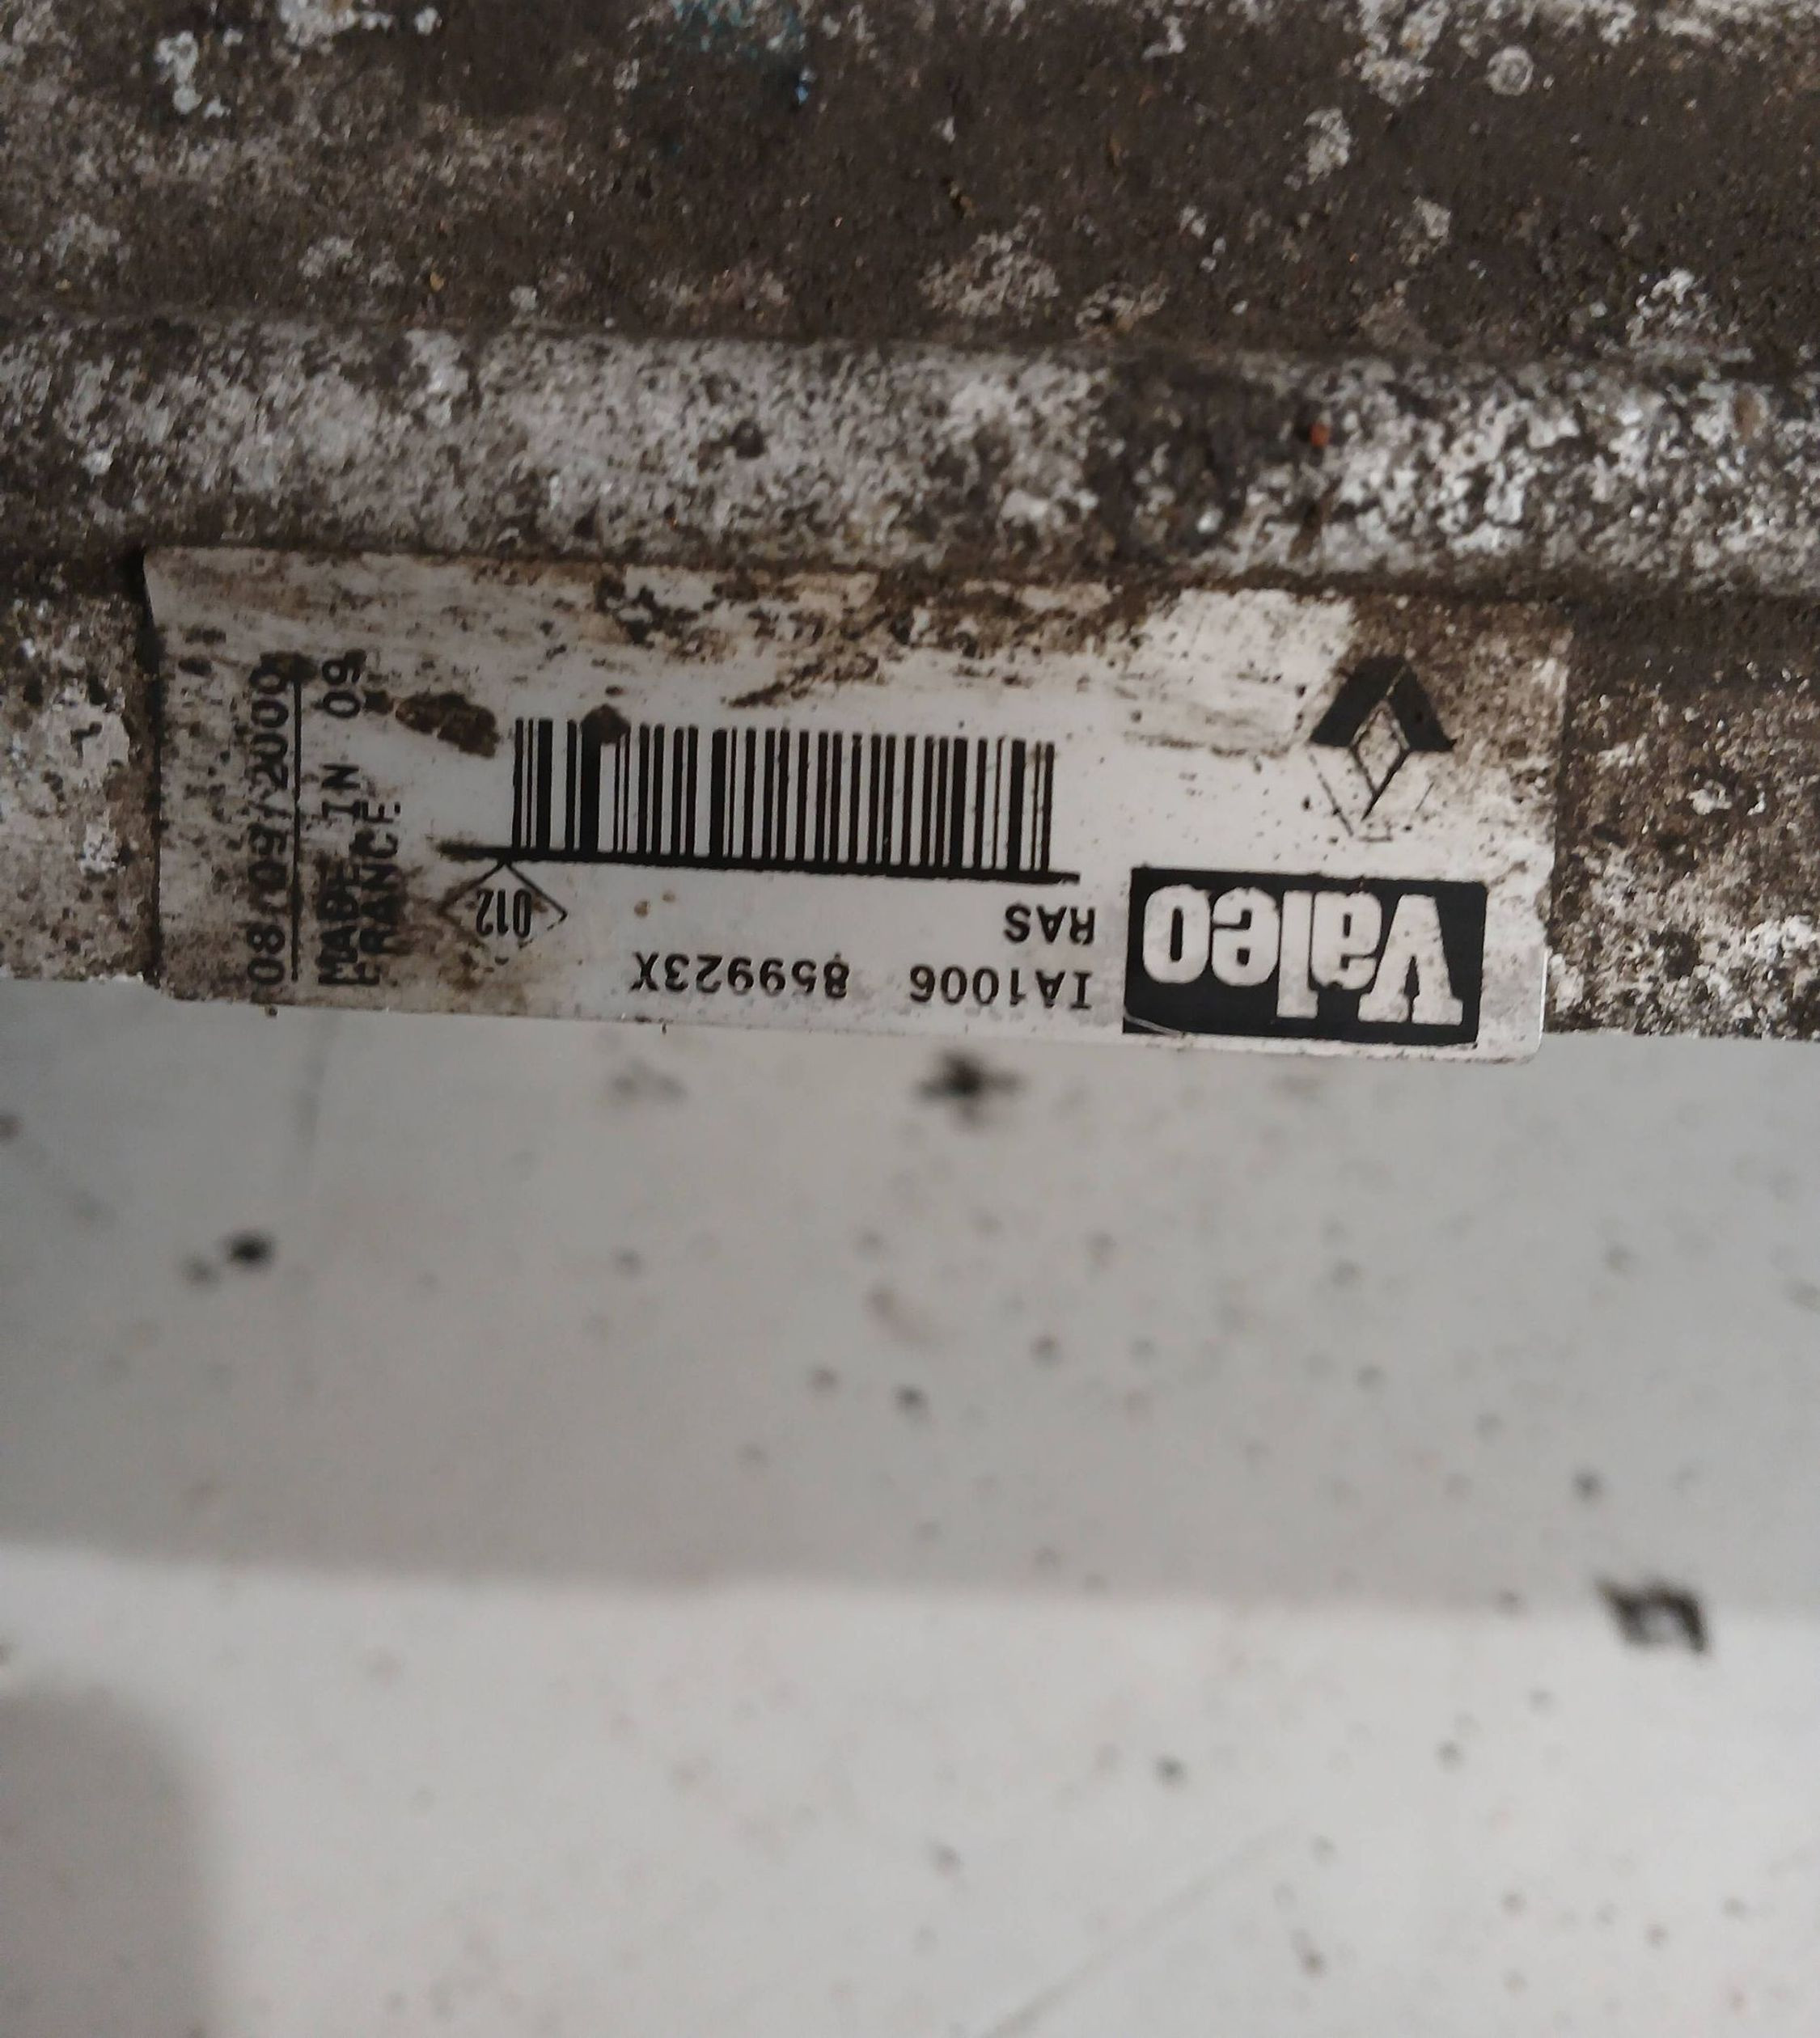 valeo
IA1006 859923X
RAS
012
MADE IN 09
FRANCE
08/09/2000